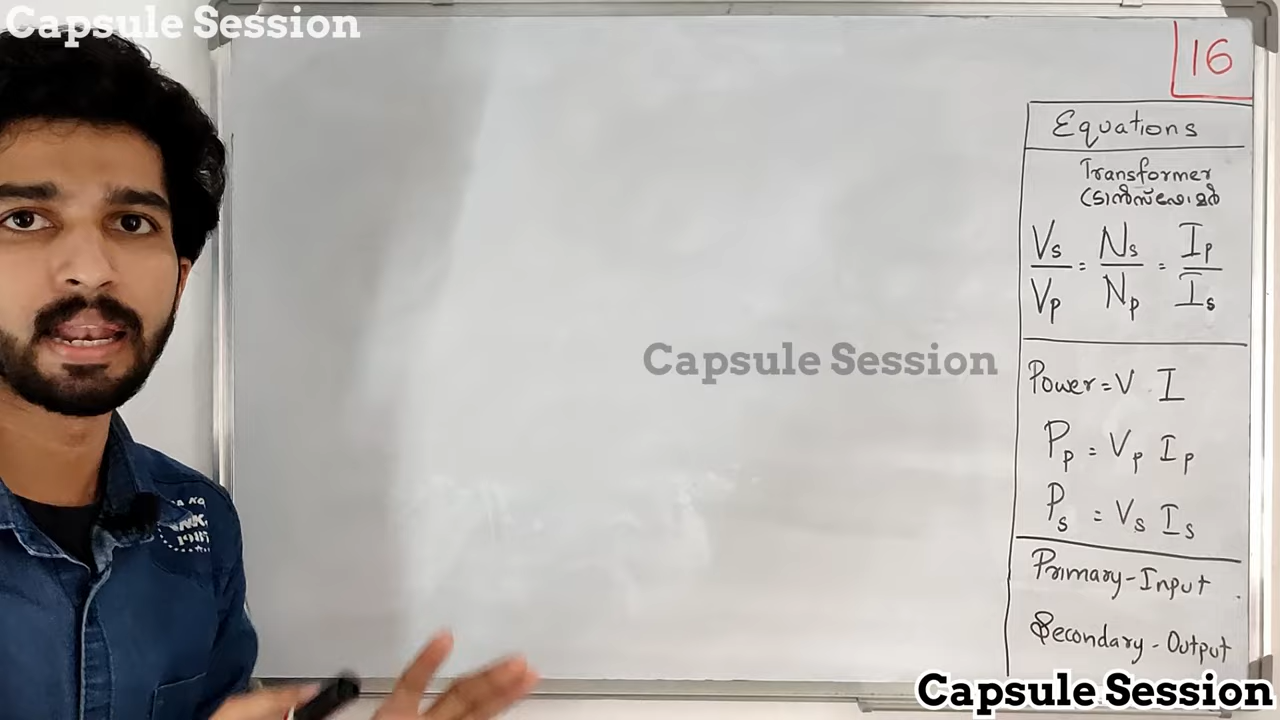 Capsule Session
16
Equations
Transformer
ട്രാൻസ്ഫോമർ
Vs/Vp = Ns/Np = Ip/Is
Capsule Session
Power = V I
Pp = Vp Ip
Ps = Vs Is
Primary - Input
Secondary - Output
Capsule Session